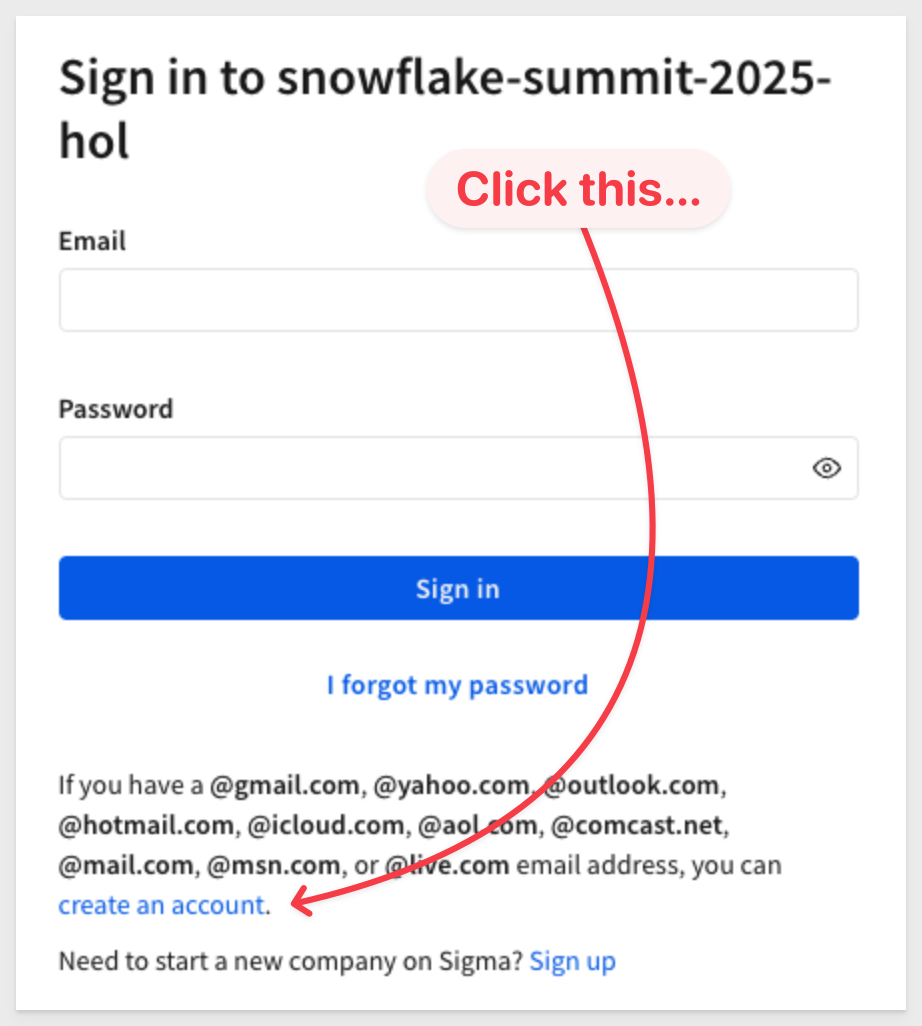 Sign in to snowflake-summit-2025-
hol
Click this...
Email
Password
Sign in
I forgot my password
If you have a @gmail.com, @yahoo.com, @outlook.com,
@hotmail.com, @icloud.com, @aol.com, @comcast.net,
@mail.com, @msn.com, or @live.com email address, you can
create an account.
Need to start a new company on Sigma? Sign up